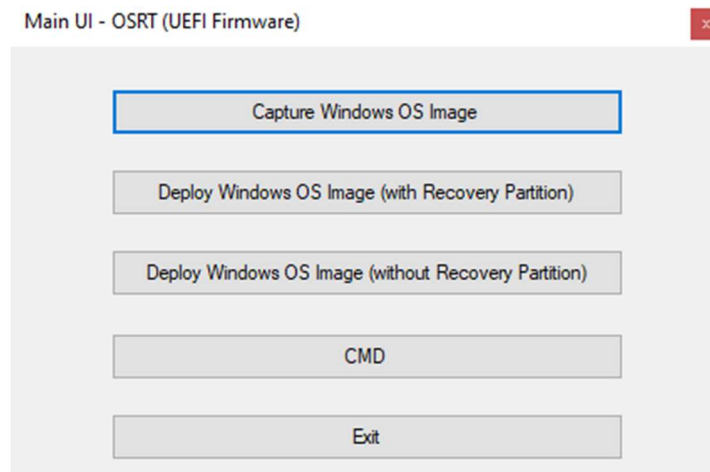 Main UI - OSRT (UEFI Firmware)
x
Capture Windows OS Image
Deploy Windows OS Image (with Recovery Partition)
Deploy Windows OS Image (without Recovery Partition)
CMD
Exit